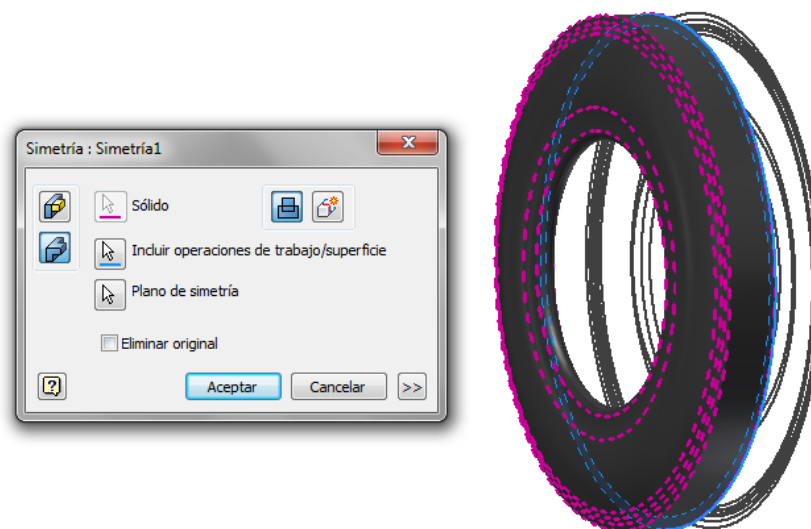 Simetría : Simetría1
Sólido
Incluir operaciones de trabajo/superficie
Plano de simetría
Eliminar original
?
Aceptar
Cancelar
>>